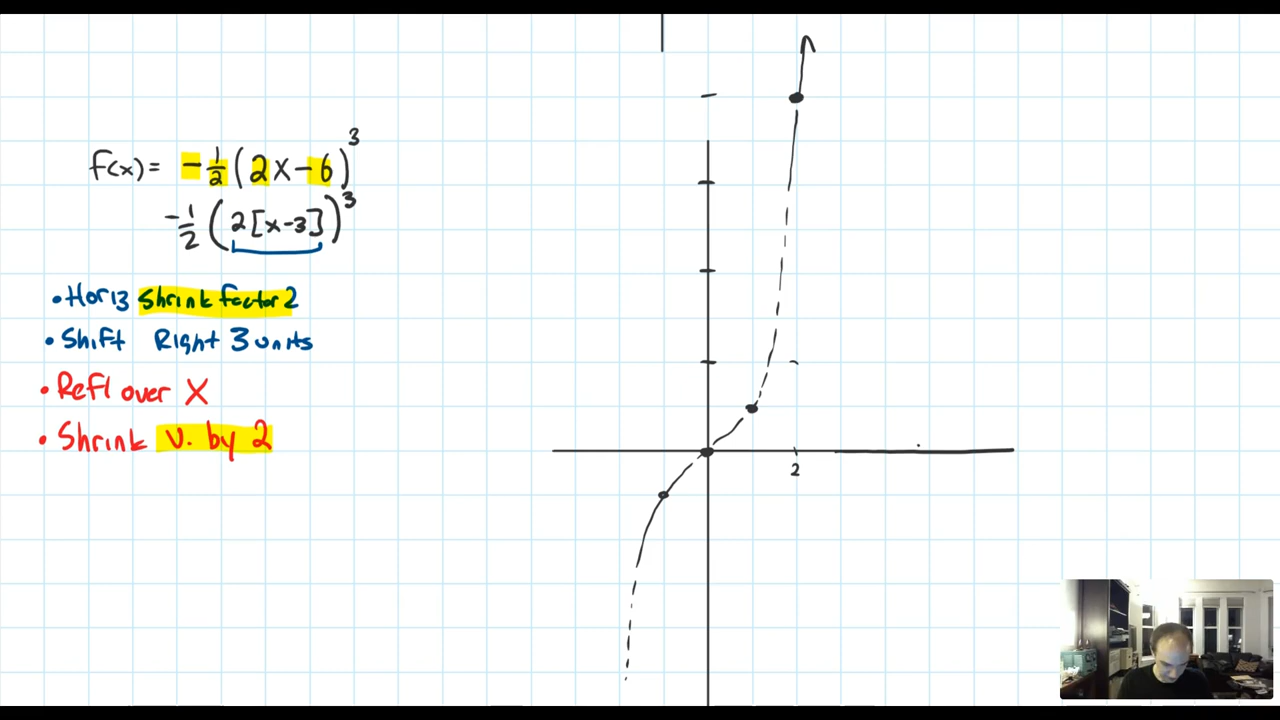 f(x) = -1/2 (2x-6)^3
-1/2 (2[x-3])^3
•Horiz Shrink factor 2
•Shift Right 3 units
•Refl over X
•Shrink v. by 2
2